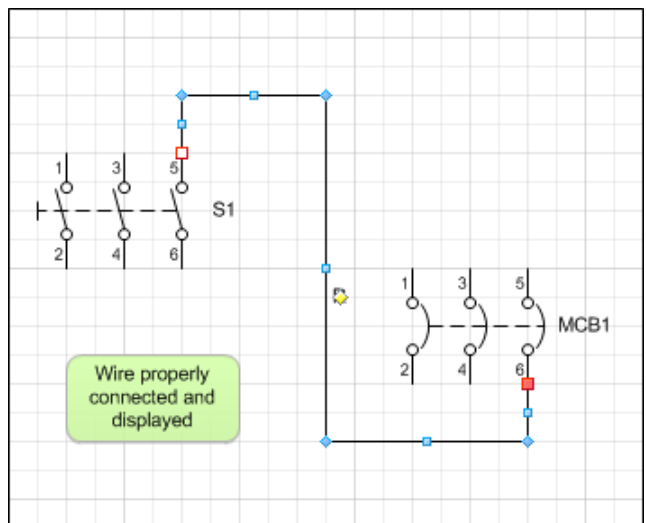 1 3 5
S1
2 4 6
1 3 5
MCB1
2 4 6
Wire properly
connected and
displayed